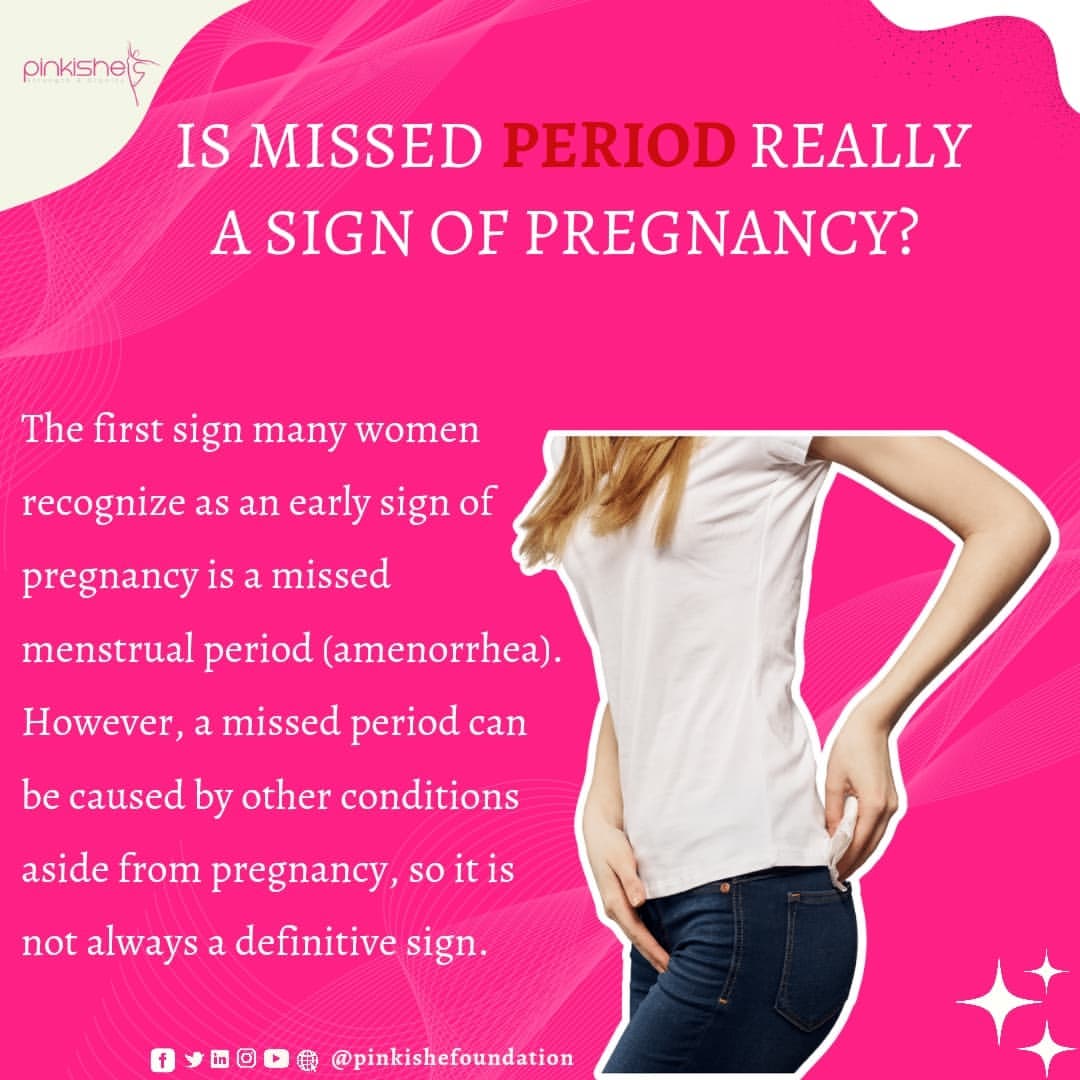 pinkishe
strength & dignity
IS MISSED PERIOD REALLY
A SIGN OF PREGNANCY?
The first sign many women
recognize as an early sign of
pregnancy is a missed
menstrual period (amenorrhea).
However, a missed period can
be caused by other conditions
aside from pregnancy, so it is
not always a definitive sign.
@pinkishefoundation